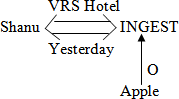 VRS Hotel
Shanu INGEST
Yesterday
O
Apple